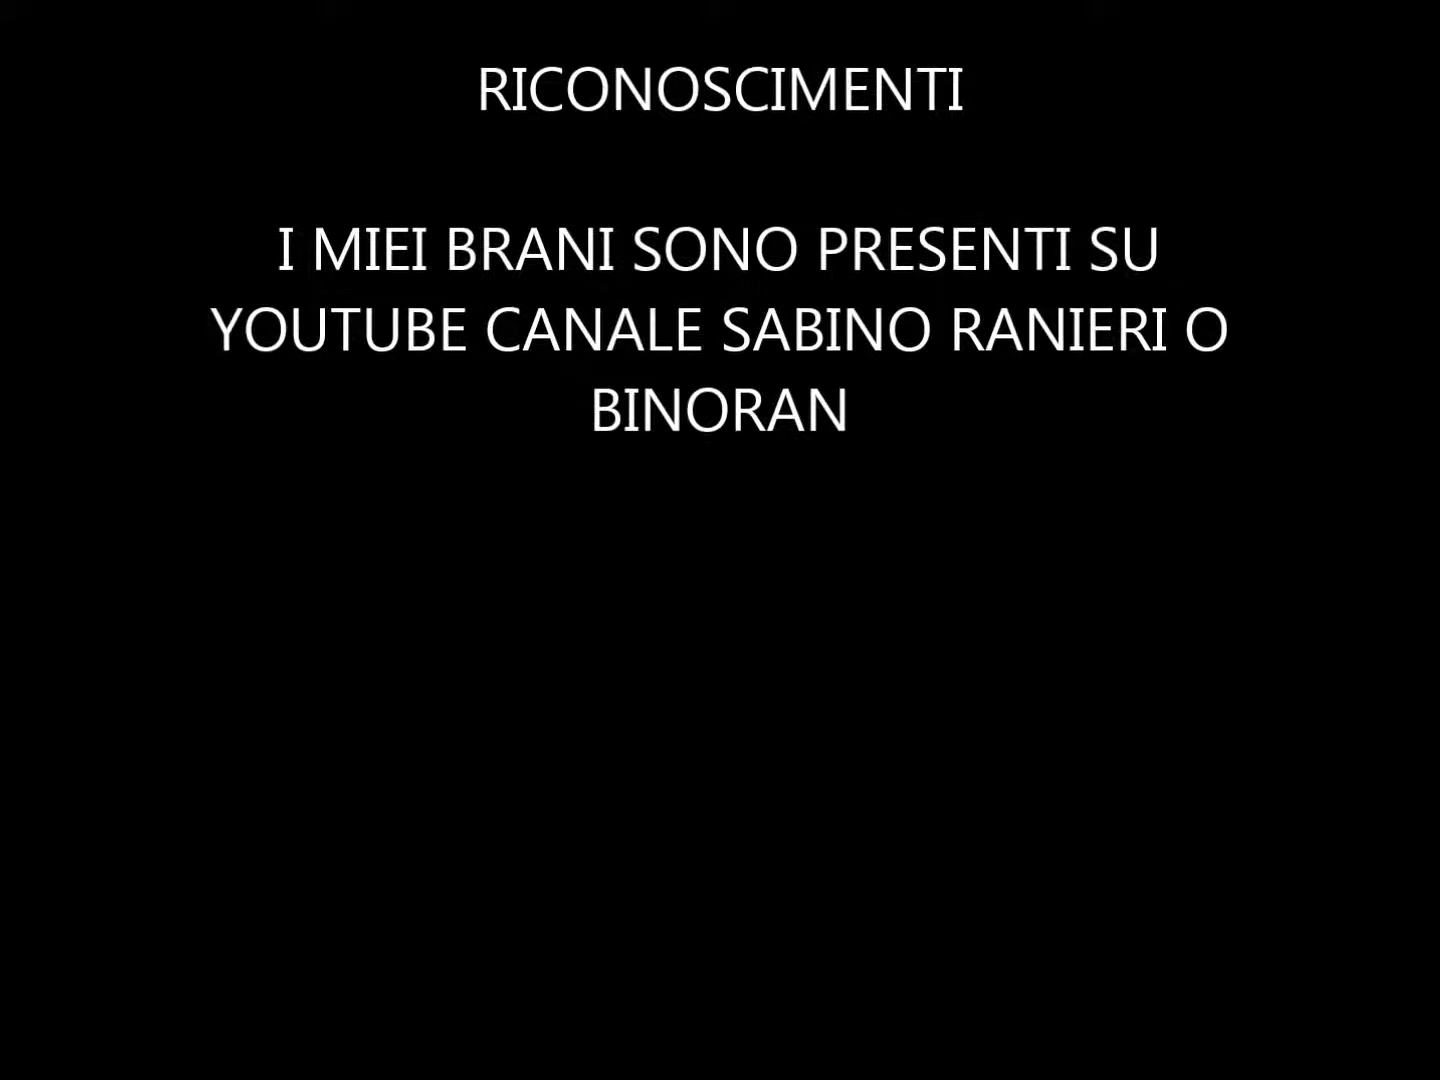 RICONOSCIMENTI
I MIEI BRANI SONO PRESENTI SU
YOUTUBE CANALE SABINO RANIERI O
BINORAN